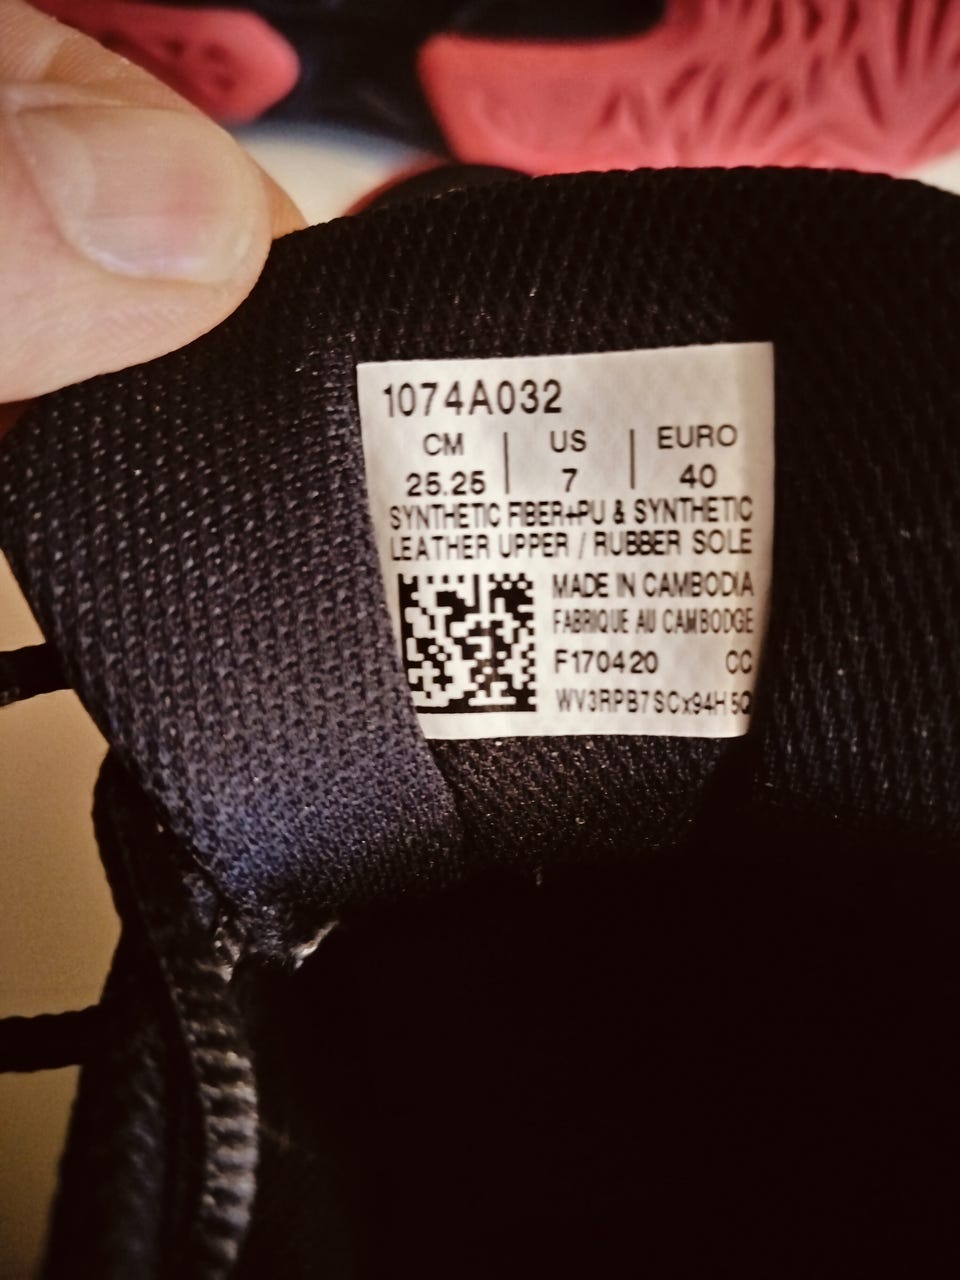 1074A032
CM | US | EURO
25.25 | 7 | 40
SYNTHETIC FIBER+PU & SYNTHETIC
LEATHER UPPER / RUBBER SOLE
MADE IN CAMBODIA
FABRIQUE AU CAMBODGE
F170420 CC
WV3RPB7SCx94H5Q